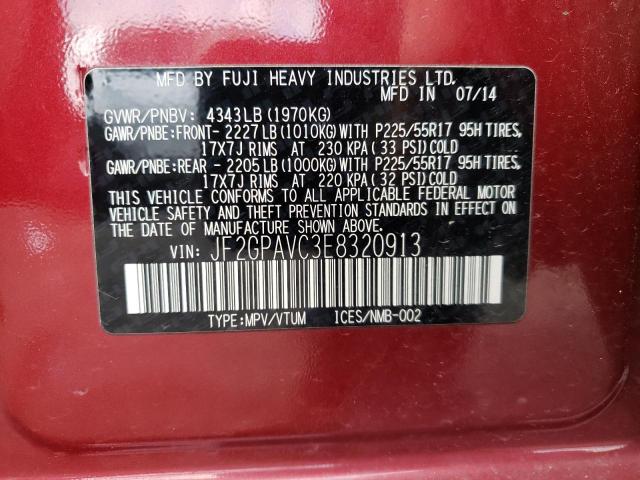 MFD BY FUJI HEAVY INDUSTRIES LTD.
MFD IN 07/14
GVWR/PNBV: 4343LB (1970KG)
GAWR/PNBE:FRONT- 2227LB (1010KG) WITH P225/55R17 95H TIRES,
17X7J RIMS AT 230 KPA (33 PSI) COLD
GAWR/PNBE:REAR - 2205LB (1000KG) WITH P225/55R17 95H TIRES,
17X7J RIMS AT 220 KPA (32 PSI) COLD
THIS VEHICLE CONFORMS TO ALL APPLICABLE FEDERAL MOTOR
VEHICLE SAFETY AND THEFT PREVENTION STANDARDS IN EFFECT ON
THE DATE OF MANUFACTURE SHOWN ABOVE.
VIN: JF2GPAVC3E8320913
TYPE:MPV/VTUM ICES/NMB-002